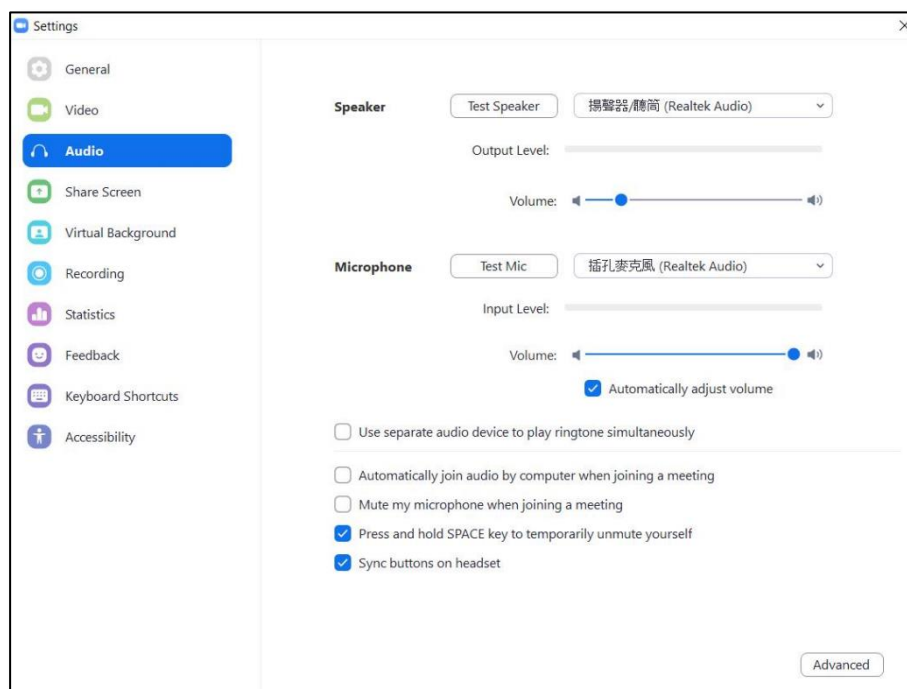 Settings
General
Video
Audio
Share Screen
Virtual Background
Recording
Statistics
Feedback
Keyboard Shortcuts
Accessibility
Speaker
Test Speaker
揚聲器/聽筒 (Realtek Audio)
Output Level:
Volume:
Microphone
Test Mic
插孔麥克風 (Realtek Audio)
Input Level:
Volume:
Automatically adjust volume
Use separate audio device to play ringtone simultaneously
Automatically join audio by computer when joining a meeting
Mute my microphone when joining a meeting
Press and hold SPACE key to temporarily unmute yourself
Sync buttons on headset
Advanced